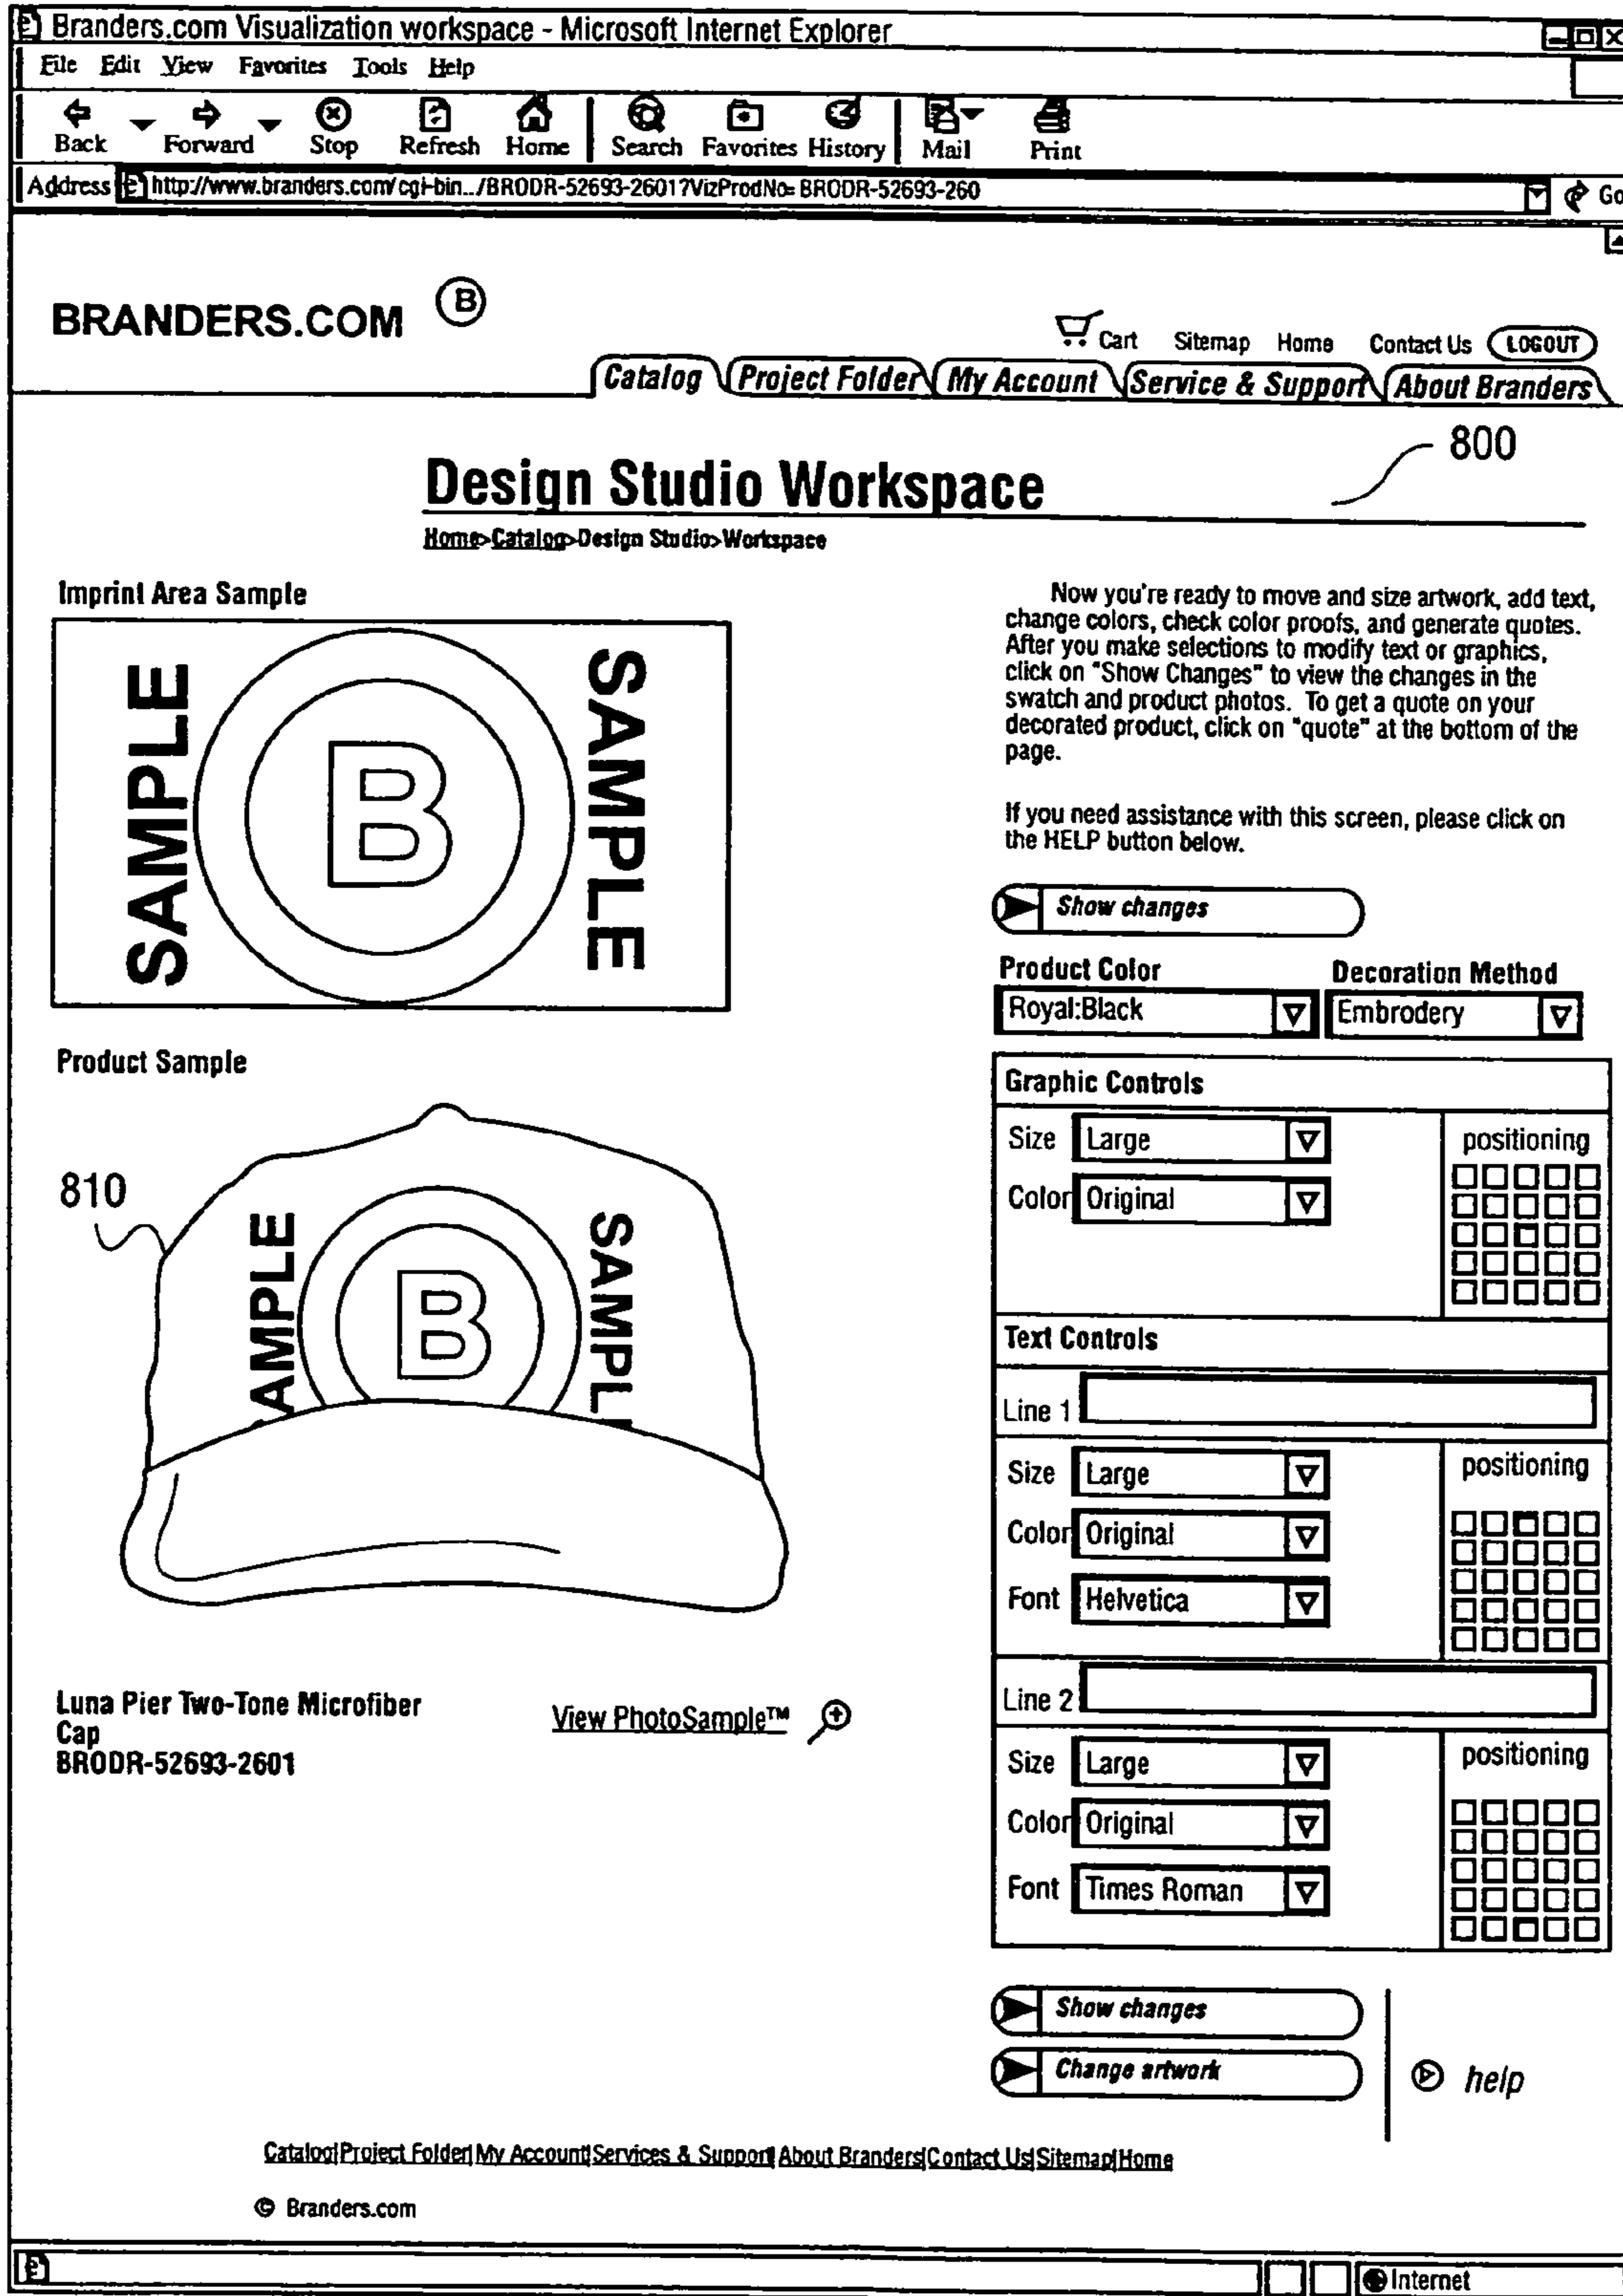 Branders.com Visualization workspace - Microsoft Internet Explorer
File Edit View Favorites Tools Help
Back Forward Stop Refresh Home Search Favorites History Mail Print
Address http://www.branders.com/cgi-bin../BRODR-52693-2601?VizProdNo=BRODR-52693-260 Go
BRANDERS.COM B
Cart Sitemap Home Contact Us LOGOUT
Catalog Project Folder My Account Service & Support About Branders
800
Design Studio Workspace
Home>Catalog>Design Studio>Workspace
Imprint Area Sample
SAMPLE B SAMPLE
Now you're ready to move and size artwork, add text,
change colors, check color proofs, and generate quotes.
After you make selections to modify text or graphics,
click on "Show Changes" to view the changes in the
swatch and product photos. To get a quote on your
decorated product, click on "quote" at the bottom of the
page.
If you need assistance with this screen, please click on
the HELP button below.
Show changes
Product Color Decoration Method
Royal:Black Embrodery
Product Sample
810
AMPLE B SAMPL
Luna Pier Two-Tone Microfiber
Cap
BRODR-52693-2601
View PhotoSample™
Graphic Controls
Size Large positioning
Color Original
Text Controls
Line 1
Size Large positioning
Color Original
Font Helvetica
Line 2
Size Large positioning
Color Original
Font Times Roman
Show changes
Change artwork
help
Catalog|Project Folder|My Account|Services & Support|About Branders|Contact Us|Sitemap|Home
© Branders.com
Internet